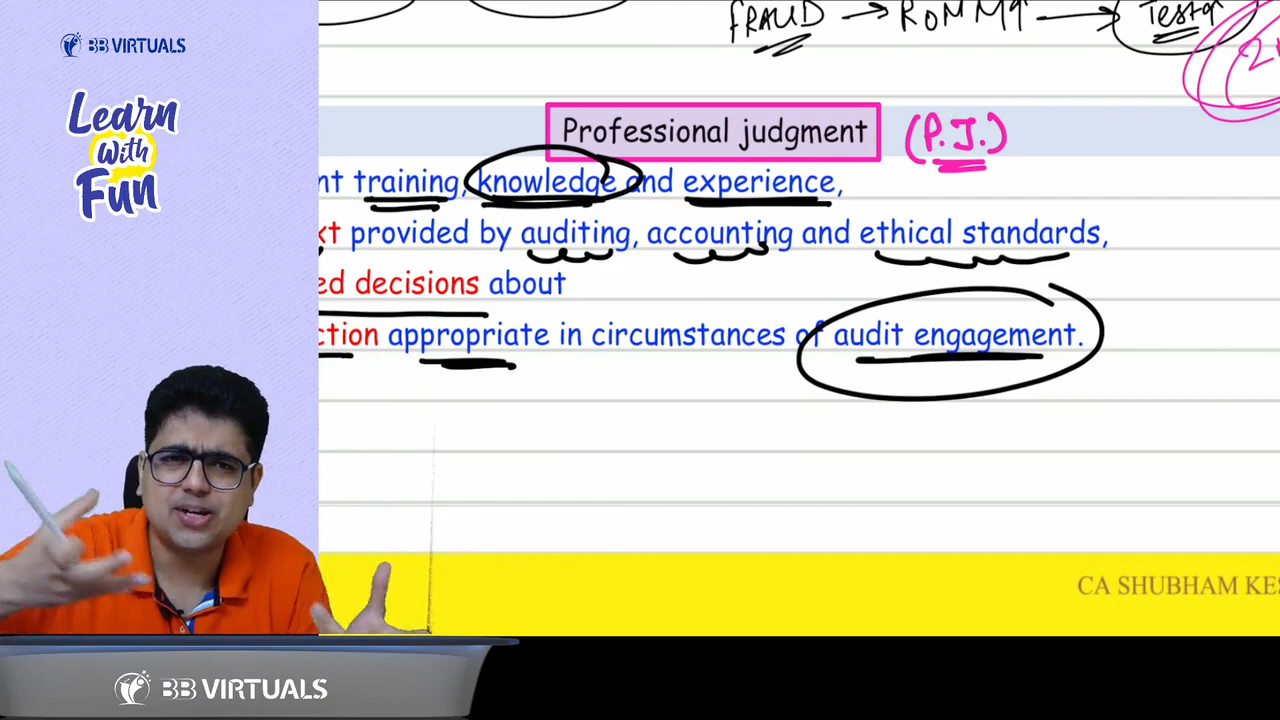 BB VIRTUALS
Learn
With
Fun
FRAUD → ROMM↑ →
Professional judgment (P.J.)
nt training, knowledge and experience,
xt provided by auditing, accounting and ethical standards,
ed decisions about
ction appropriate in circumstances of audit engagement.
CA SHUBHAM KES
BB VIRTUALS